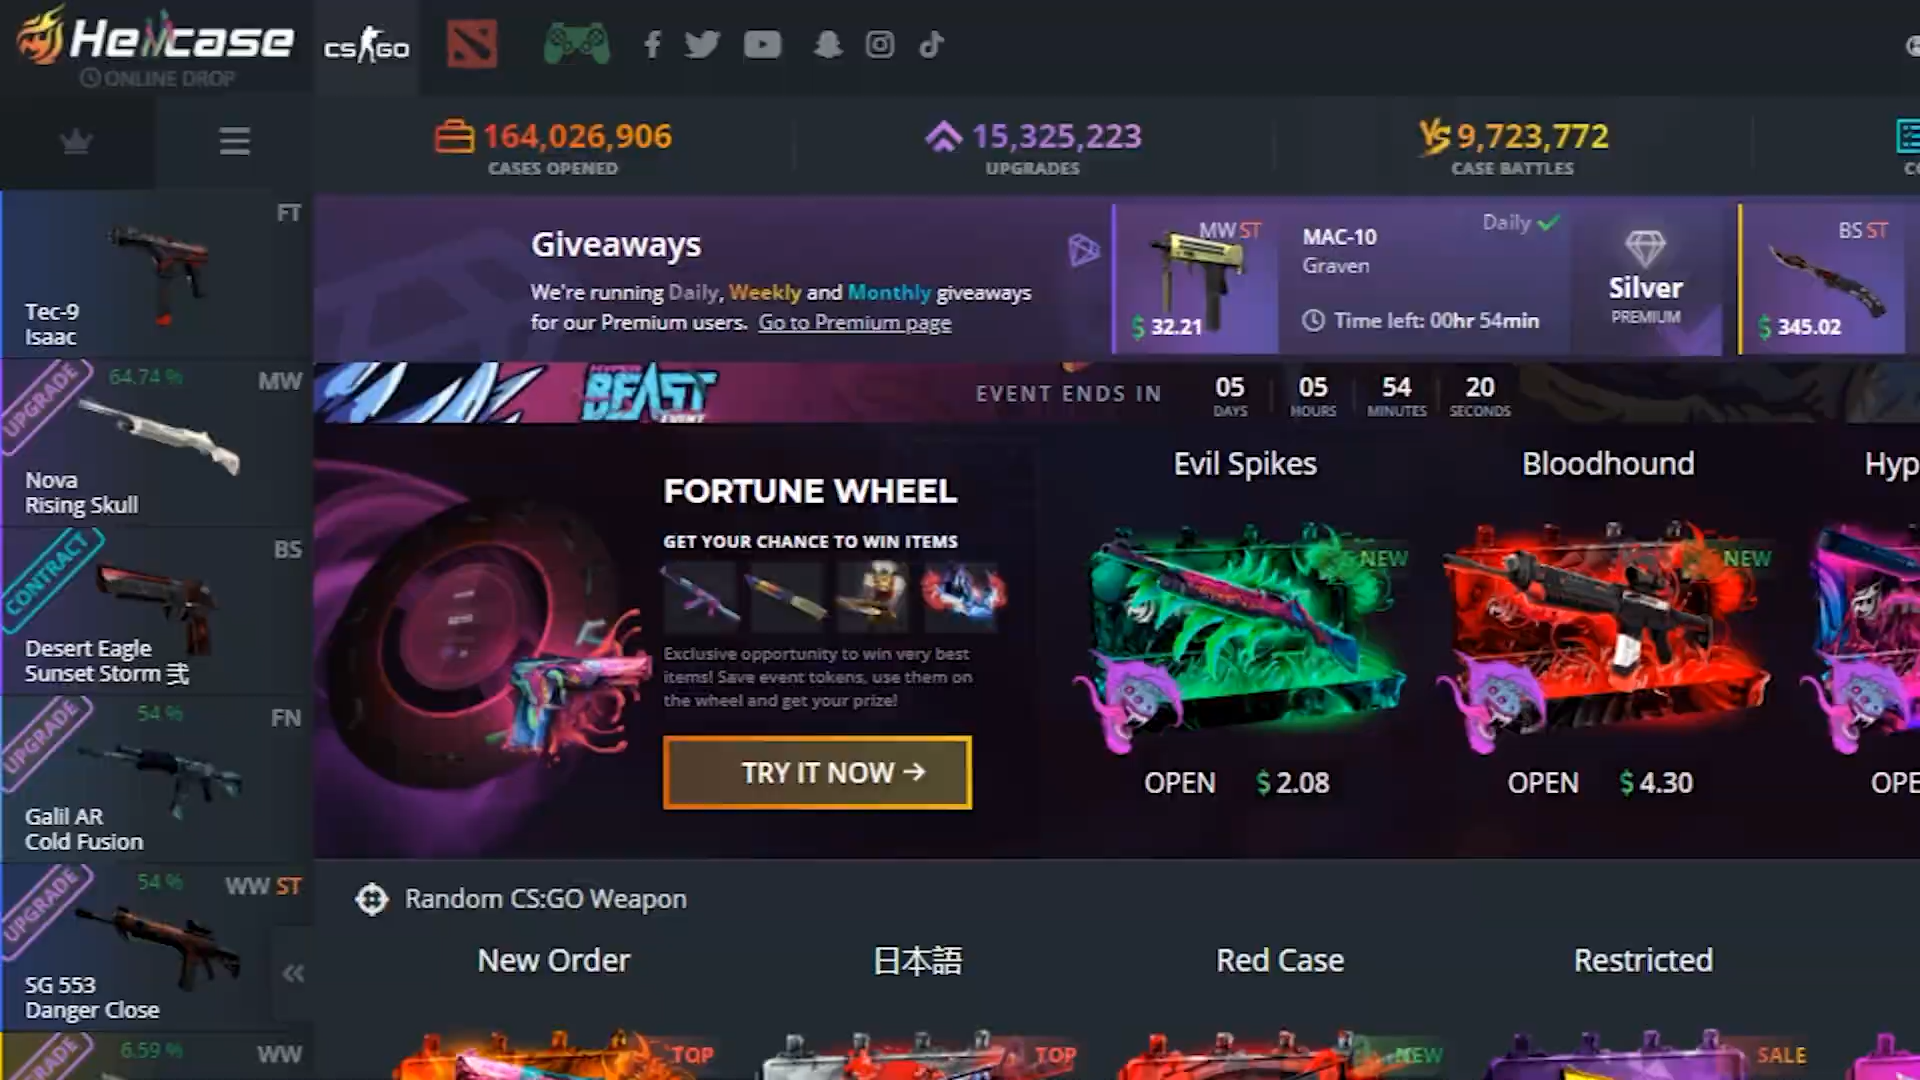 Hellcase
ONLINE DROP
CS GO
164,026,906
CASES OPENED
15,325,223
UPGRADES
VS 9,723,772
CASE BATTLES
FT
Tec-9
Isaac
UPGRADE
64.74 %
MW
Nova
Rising Skull
CONTRACT
BS
Desert Eagle
Sunset Storm 弐
UPGRADE
54 %
FN
Galil AR
Cold Fusion
UPGRADE
54 %
WW ST
SG 553
Danger Close
6.59 %
WW
Giveaways
We're running Daily, Weekly and Monthly giveaways
for our Premium users. Go to Premium page
MW ST
$ 32.21
MAC-10
Graven
Daily
Time left: 00hr 54min
Silver
PREMIUM
BS ST
$ 345.02
HYPER
BEAST
EVENT
EVENT ENDS IN
05 05 54 20
DAYS HOURS MINUTES SECONDS
FORTUNE WHEEL
GET YOUR CHANCE TO WIN ITEMS
Exclusive opportunity to win very best
items! Save event tokens, use them on
the wheel and get your prize!
TRY IT NOW →
Evil Spikes
NEW
OPEN $ 2.08
Bloodhound
NEW
OPEN $ 4.30
Hyp
OPE
Random CS:GO Weapon
New Order
TOP
日本語
TOP
Red Case
NEW
Restricted
SALE